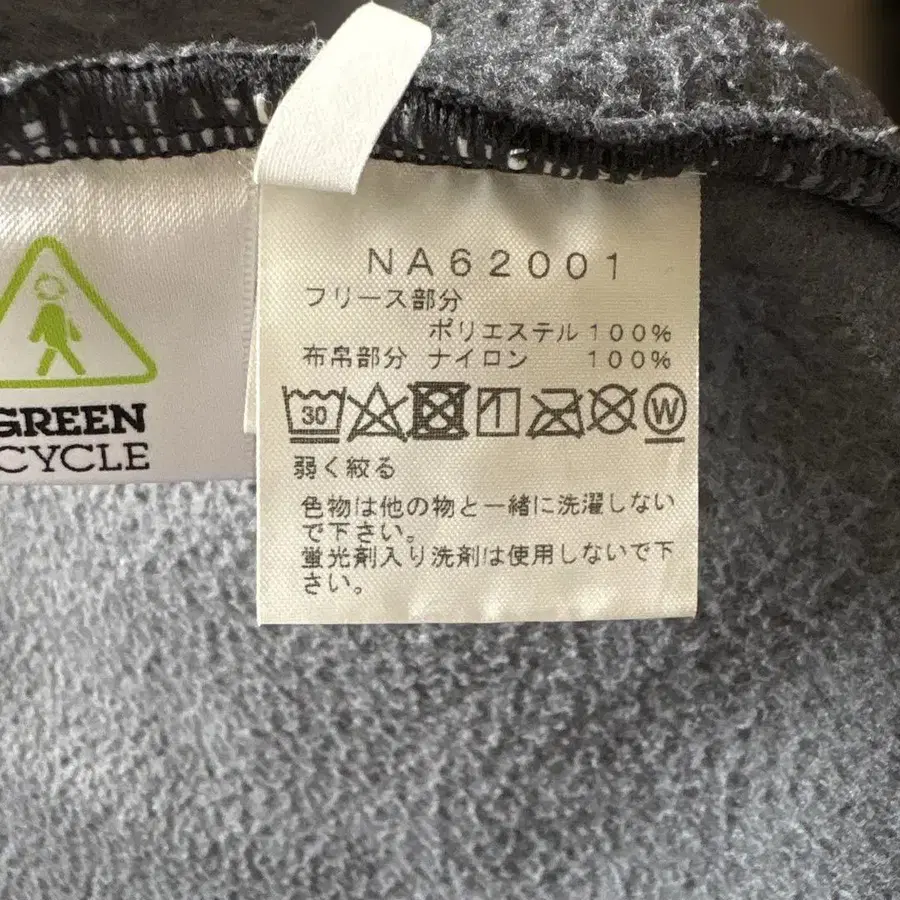 NA62001
フリース部分
ポリエステル100%
布帛部分 ナイロン 100%
30 W
弱く絞る
色物は他の物と一緒に洗濯しない
で下さい。
蛍光剤入り洗剤は使用しないで下
さい。
GREEN
CYCLE